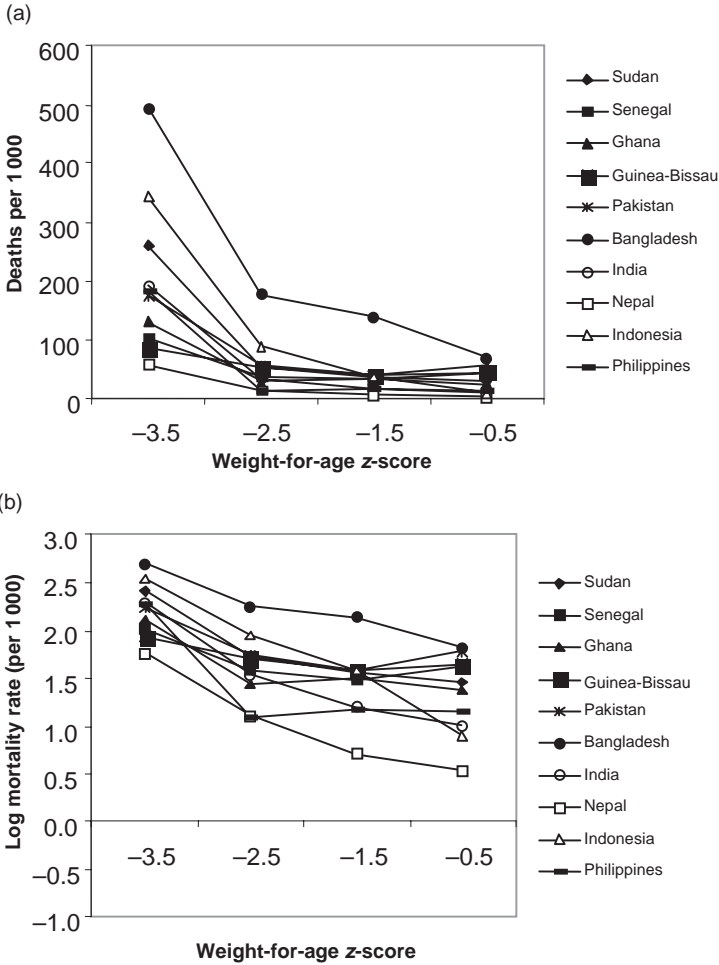 (a)
600
500
400
300
200
100
0
Deaths per 1 000
–3.5 –2.5 –1.5 –0.5
Weight-for-age z-score
Sudan
Senegal
Ghana
Guinea-Bissau
Pakistan
Bangladesh
India
Nepal
Indonesia
Philippines
(b)
3.0
2.5
2.0
1.5
1.0
0.5
0.0
–0.5
–1.0
Log mortality rate (per 1 000)
–3.5 –2.5 –1.5 –0.5
Weight-for-age z-score
Sudan
Senegal
Ghana
Guinea-Bissau
Pakistan
Bangladesh
India
Nepal
Indonesia
Philippines